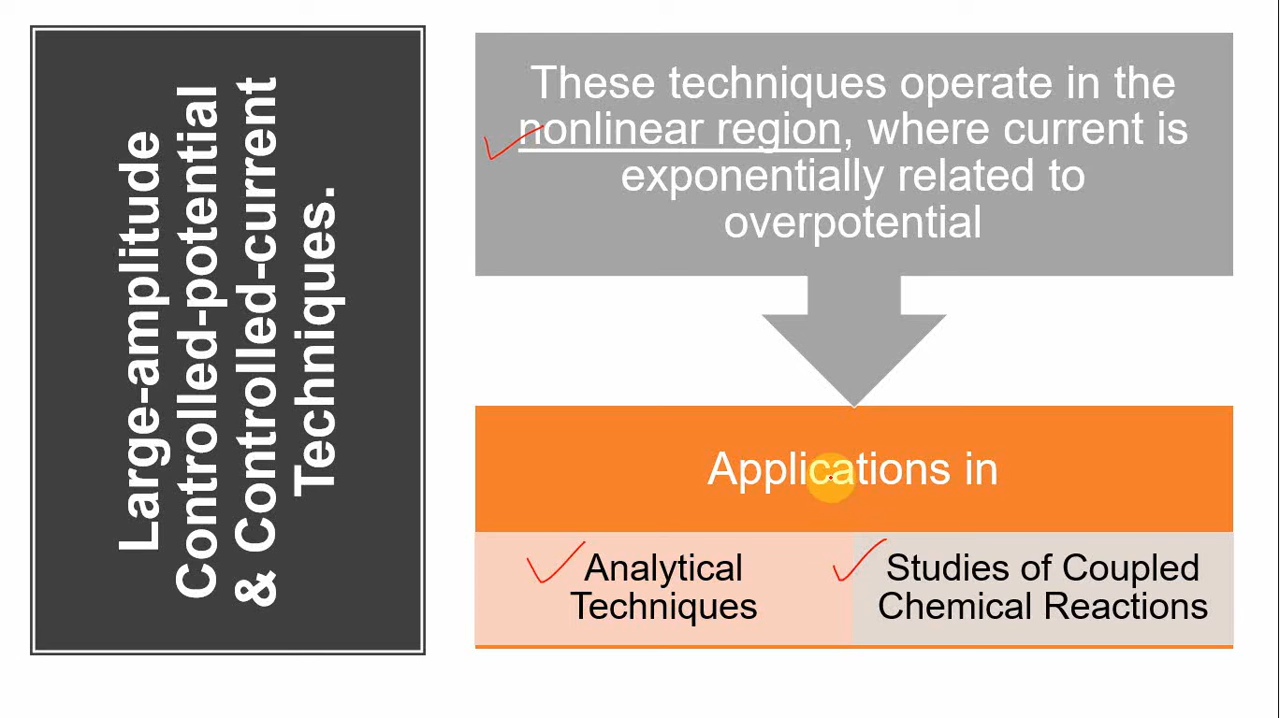 Large-amplitude
Controlled-potential
& Controlled-current
Techniques.
These techniques operate in the
nonlinear region, where current is
exponentially related to
overpotential
Applications in
Analytical
Techniques
Studies of Coupled
Chemical Reactions